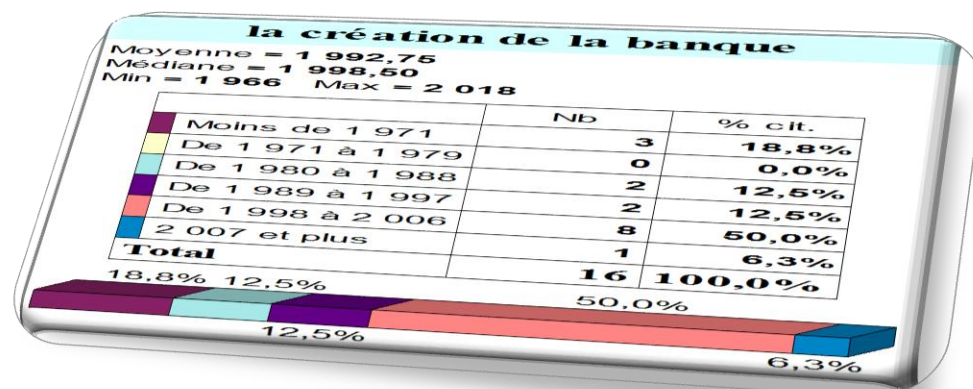 la création de la banque
Moyenne = 1 992,75
Médiane = 1 998,50
Min = 1 966 Max = 2 018
Nb % cit.
Moins de 1 971 3 18,8%
De 1 971 à 1 979 0 0,0%
De 1 980 à 1 988 2 12,5%
De 1 989 à 1 997 2 12,5%
De 1 998 à 2 006 8 50,0%
2 007 et plus 1 6,3%
Total 16 100,0%
18,8% 12,5% 50,0%
12,5% 6,3%